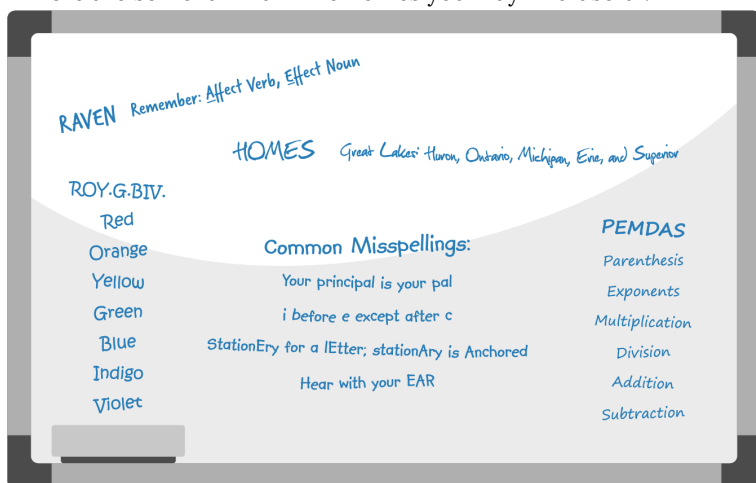 RAVEN Remember: Affect Verb, Effect Noun
HOMES Great Lakes: Huron, Ontario, Michigan, Erie, and Superior
ROY.G.BIV.
Red
Orange
Yellow
Green
Blue
Indigo
Violet
Common Misspellings:
Your principal is your pal
i before e except after c
StationEry for a lEtter; stationAry is Anchored
Hear with your EAR
PEMDAS
Parenthesis
Exponents
Multiplication
Division
Addition
Subtraction